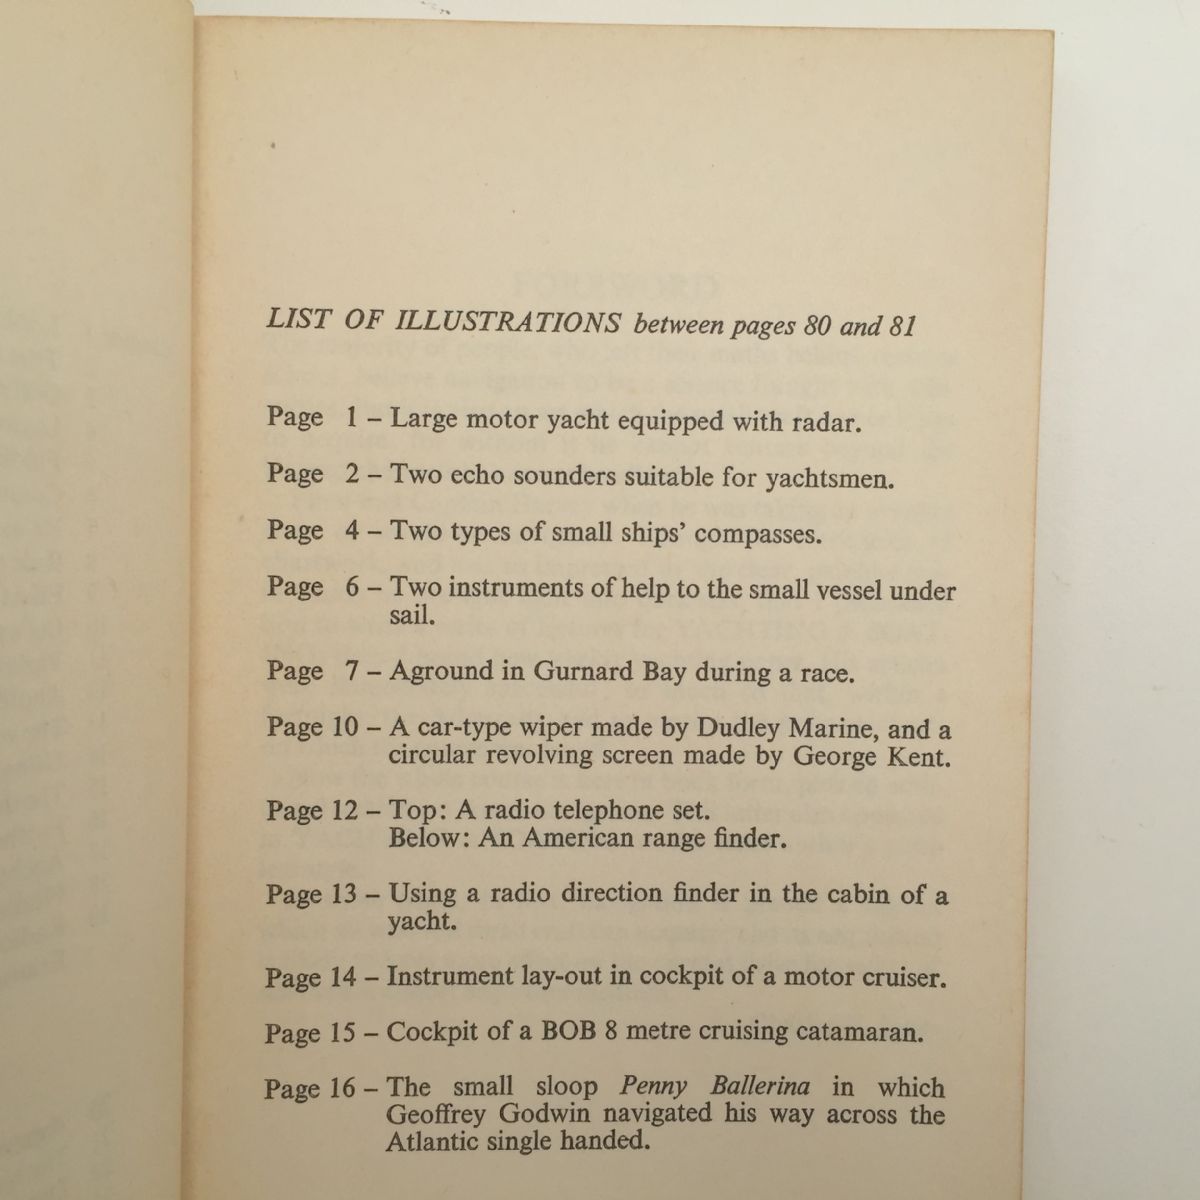 LIST OF ILLUSTRATIONS between pages 80 and 81
Page 1 – Large motor yacht equipped with radar.
Page 2 – Two echo sounders suitable for yachtsmen.
Page 4 – Two types of small ships' compasses.
Page 6 – Two instruments of help to the small vessel under
sail.
Page 7 – Aground in Gurnard Bay during a race.
Page 10 – A car-type wiper made by Dudley Marine, and a
circular revolving screen made by George Kent.
Page 12 – Top: A radio telephone set.
Below: An American range finder.
Page 13 – Using a radio direction finder in the cabin of a
yacht.
Page 14 – Instrument lay-out in cockpit of a motor cruiser.
Page 15 – Cockpit of a BOB 8 metre cruising catamaran.
Page 16 – The small sloop Penny Ballerina in which
Geoffrey Godwin navigated his way across the
Atlantic single handed.